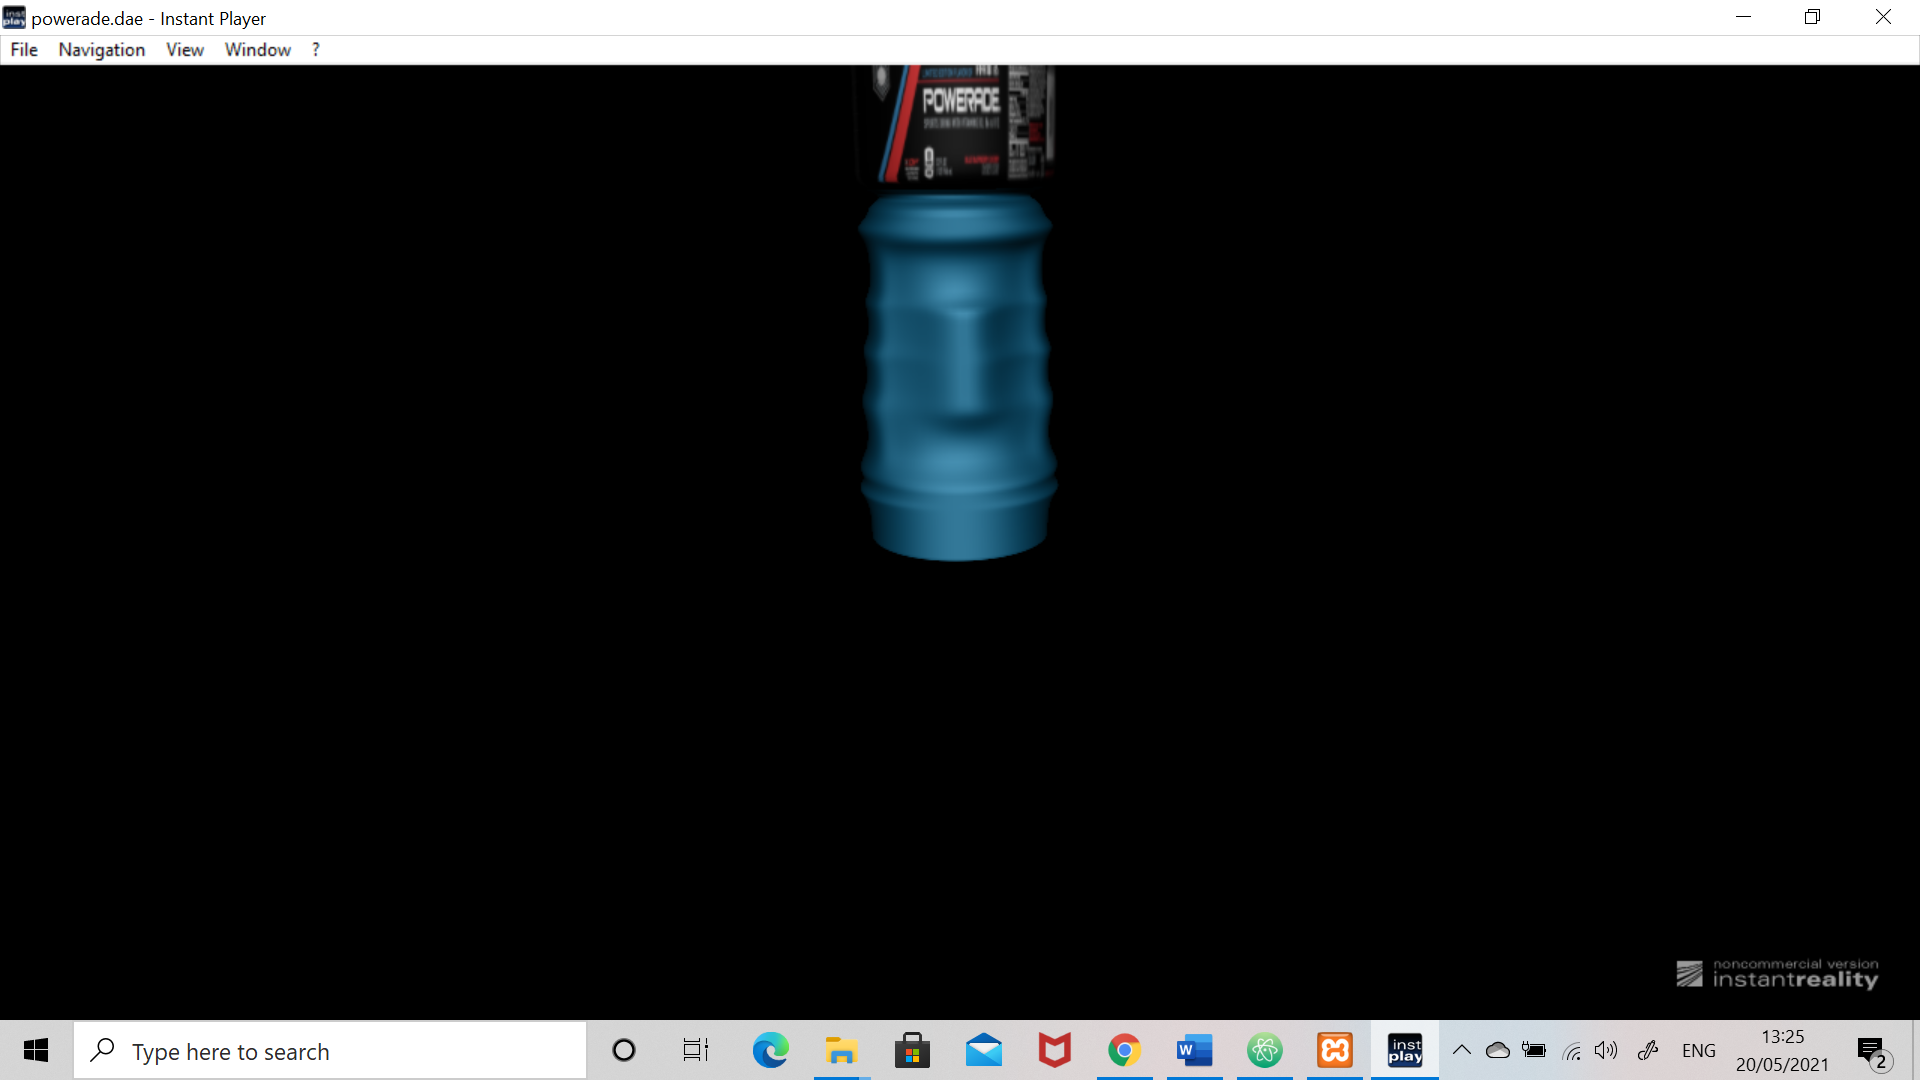 inst play
powerade.dae - Instant Player
File Navigation View Window ?
POWERADE
noncommercial version
instantreality
Type here to search
W
inst play
ENG
13:25
20/05/2021
2